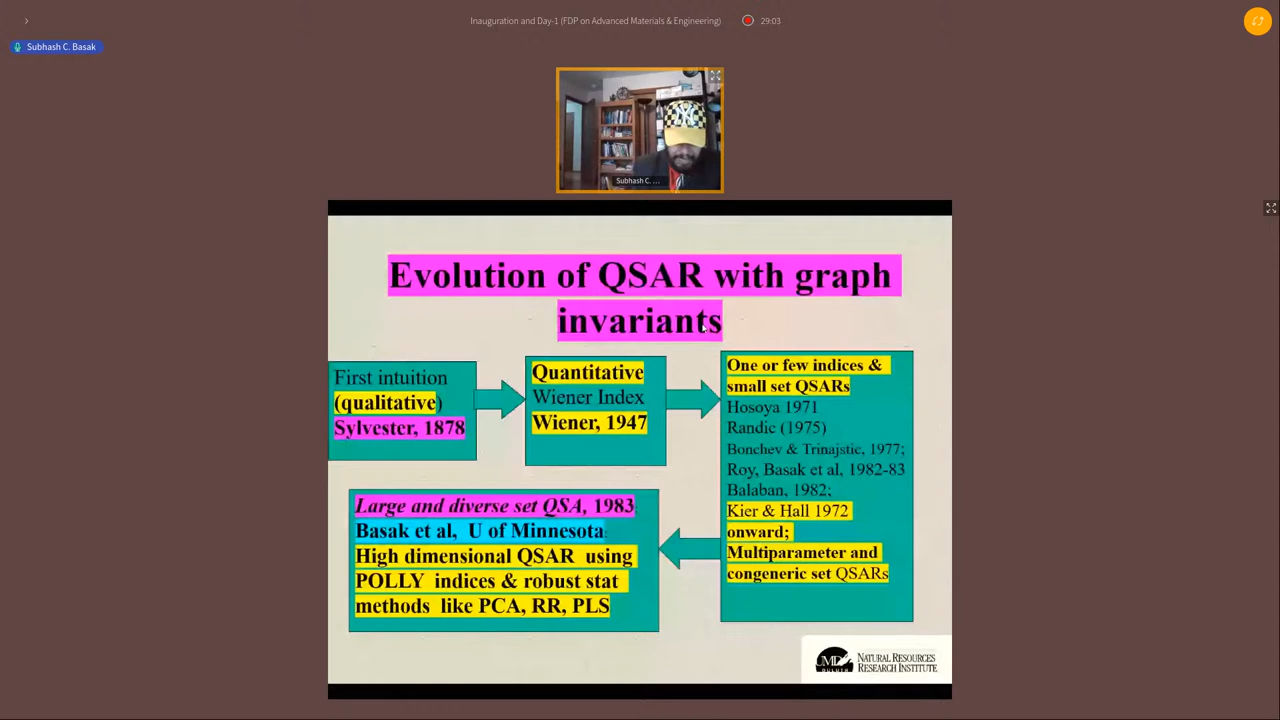 Inauguration and Day-1 (FDP on Advanced Materials & Engineering)
29:03
Subhash C. Basak
Subhash C. ...
Evolution of QSAR with graph
invariants
First intuition
(qualitative)
Sylvester, 1878
Quantitative
Wiener Index
Wiener, 1947
One or few indices &
small set QSARs
Hosoya 1971
Randic (1975)
Bonchev & Trinajstic, 1977;
Roy, Basak et al, 1982-83
Balaban, 1982;
Kier & Hall 1972
onward;
Multiparameter and
congeneric set QSARs
Large and diverse set QSA, 1983;
Basak et al, U of Minnesota:
High dimensional QSAR using
POLLY indices & robust stat
methods like PCA, RR, PLS
UMD
DULUTH
NATURAL RESOURCES
RESEARCH INSTITUTE